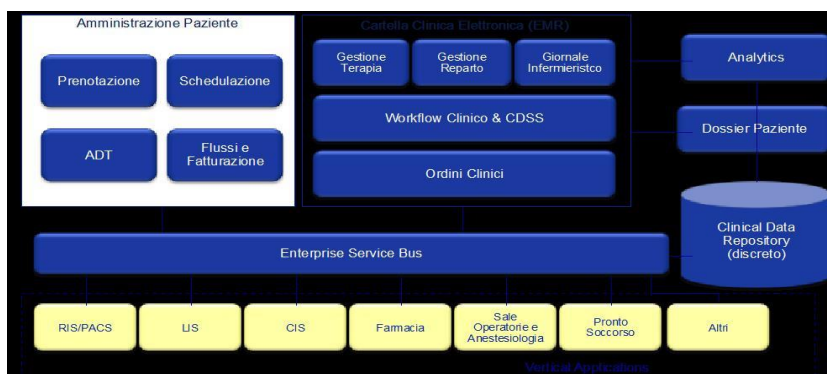 Amministrazione Paziente
Cartella Clinica Elettronica (EMR)
Prenotazione
Schedulazione
ADT
Flussi e
Fatturazione
Gestione
Terapia
Gestione
Reparto
Giornale
Infermieristco
Workflow Clinico & CDSS
Ordini Clinici
Analytics
Dossier Paziente
Clinical Data
Repository
(discreto)
Enterprise Service Bus
RIS/PACS
LIS
CIS
Farmacia
Sale
Operatorie e
Anestesiologia
Pronto
Soccorso
Altri
Vertical Applications